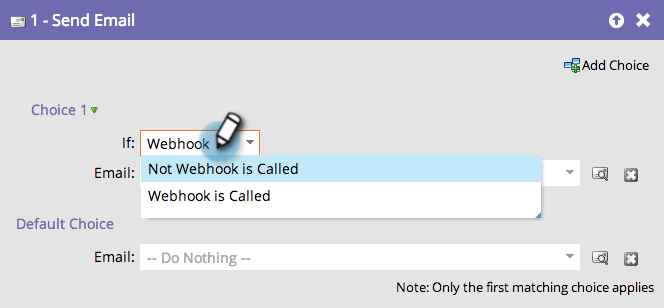 1 - Send Email
Add Choice
Choice 1
If: Webhook
Not Webhook is Called
Email:
Webhook is Called
Default Choice
Email: -- Do Nothing --
Note: Only the first matching choice applies